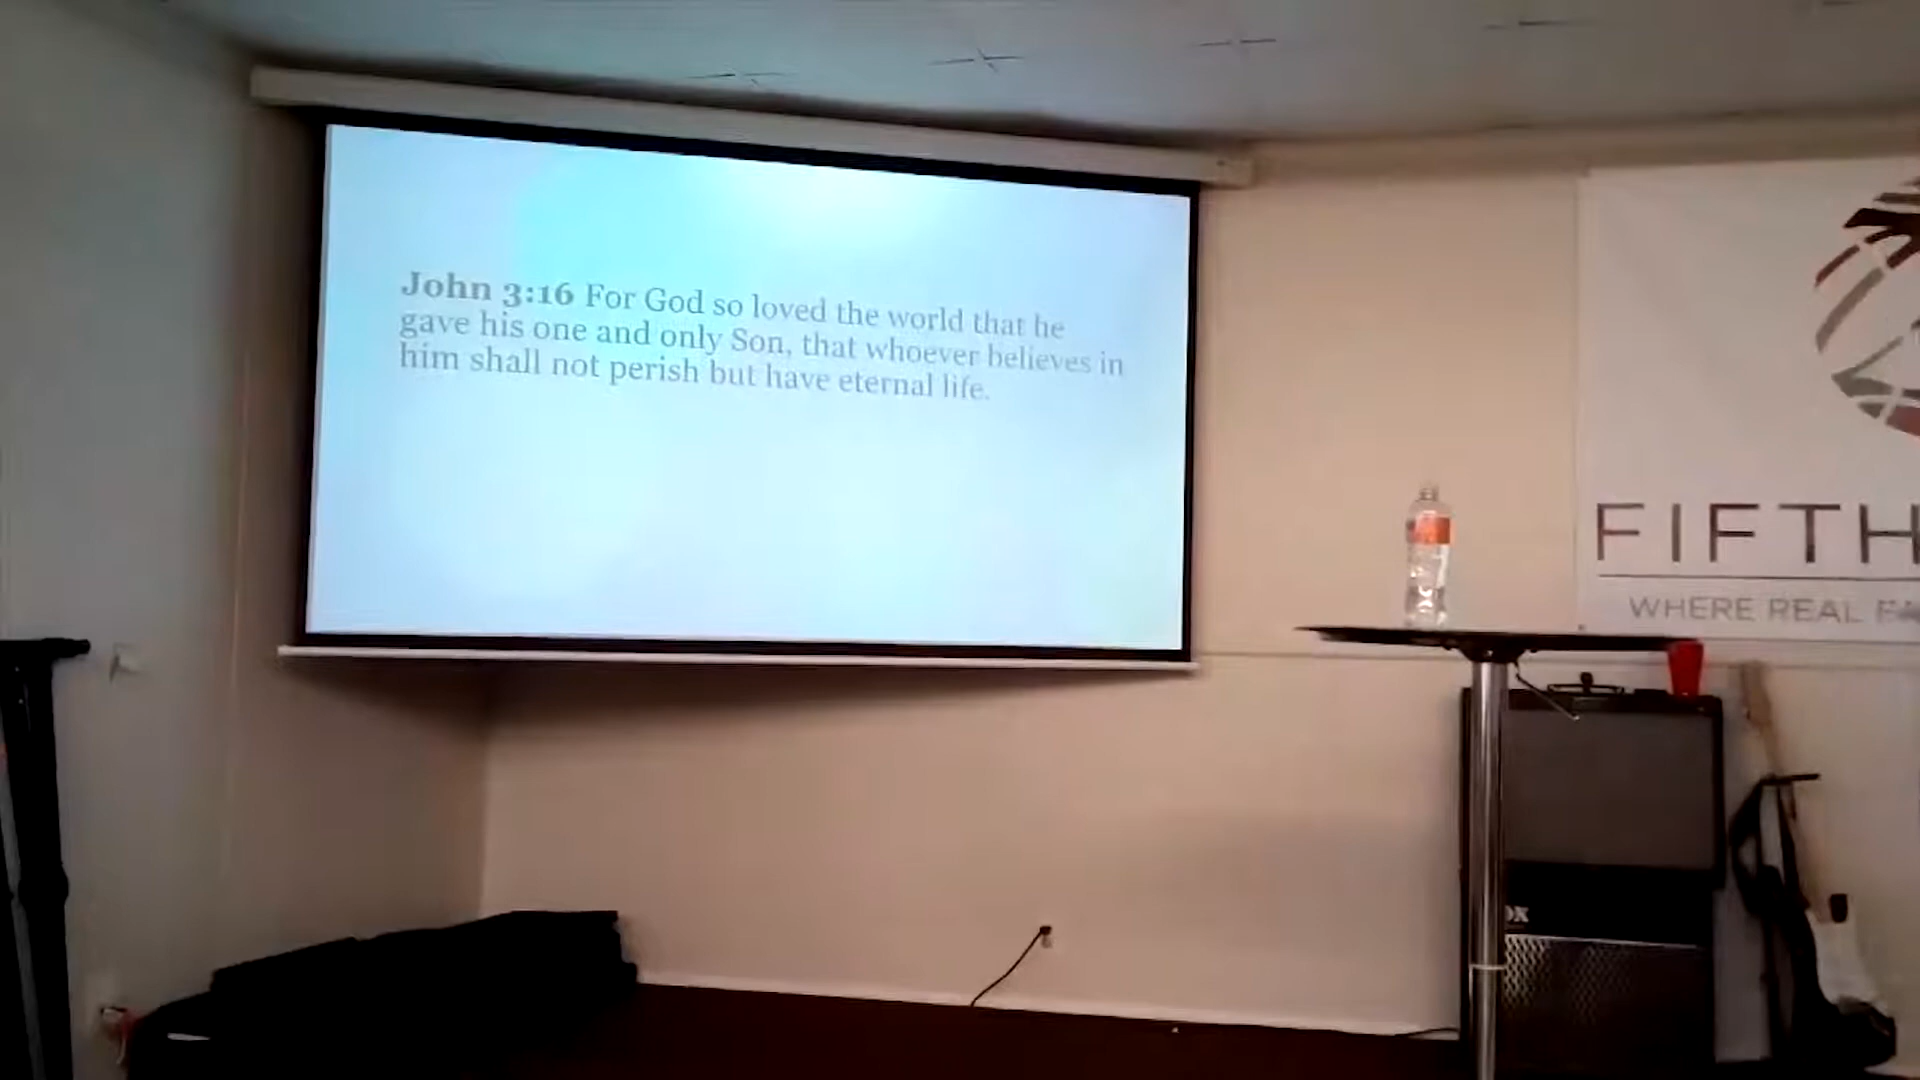 John 3:16 For God so loved the world that he
gave his one and only Son, that whoever believes in
him shall not perish but have eternal life.
FIFTH
WHERE REAL
OX